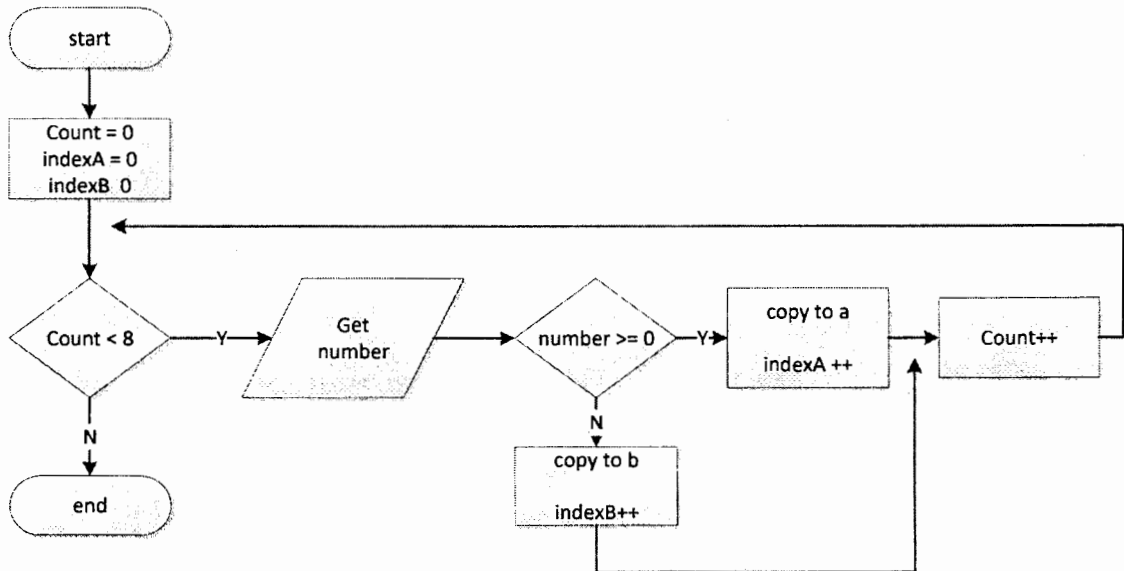 start
Count = 0
indexA = 0
indexB 0
Count < 8
Y
Get
number
number >= 0
Y
copy to a
indexA ++
Count++
N
copy to b
indexB++
N
end